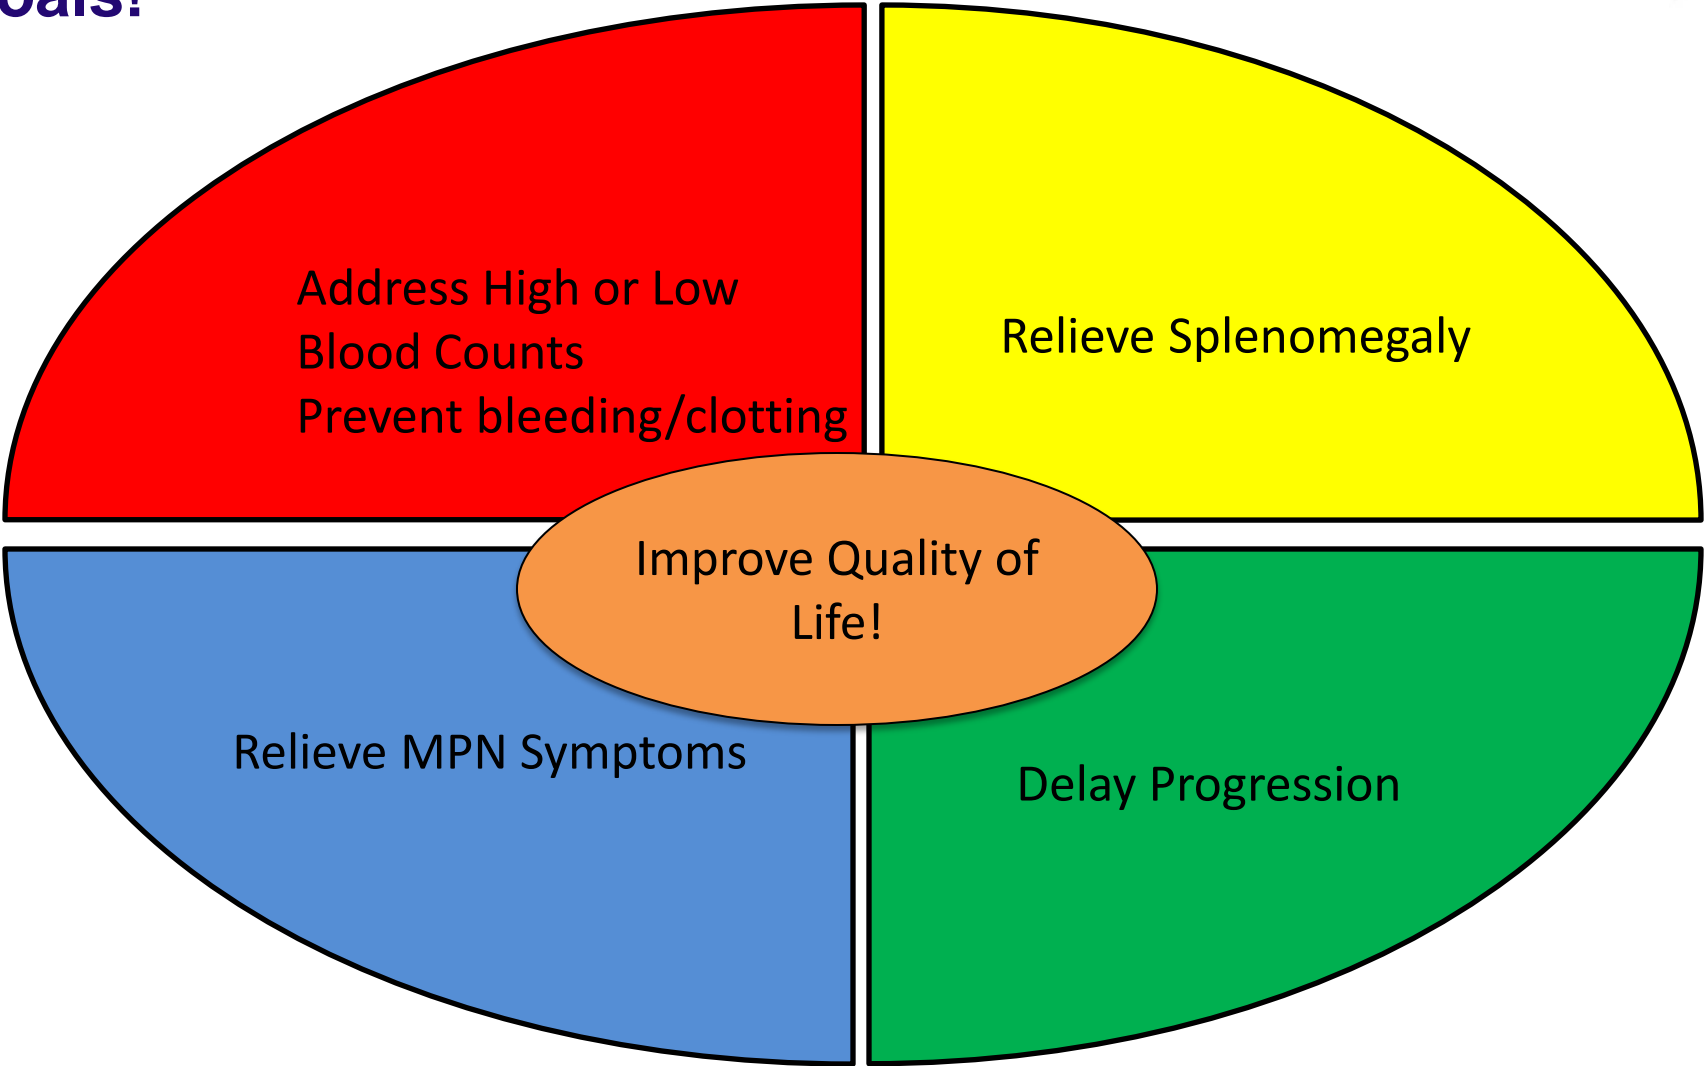 Address High or Low
Blood Counts
Prevent bleeding/clotting
Relieve Splenomegaly
Improve Quality of
Life!
Relieve MPN Symptoms
Delay Progression